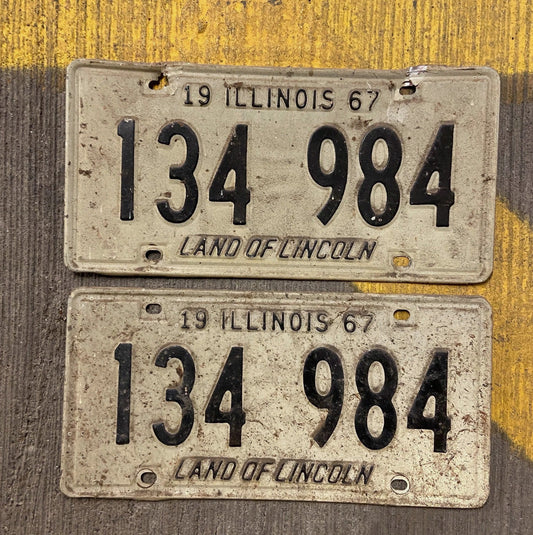 19 ILLINOIS 67
134 984
LAND OF LINCOLN
19 ILLINOIS 67
134 984
LAND OF LINCOLN